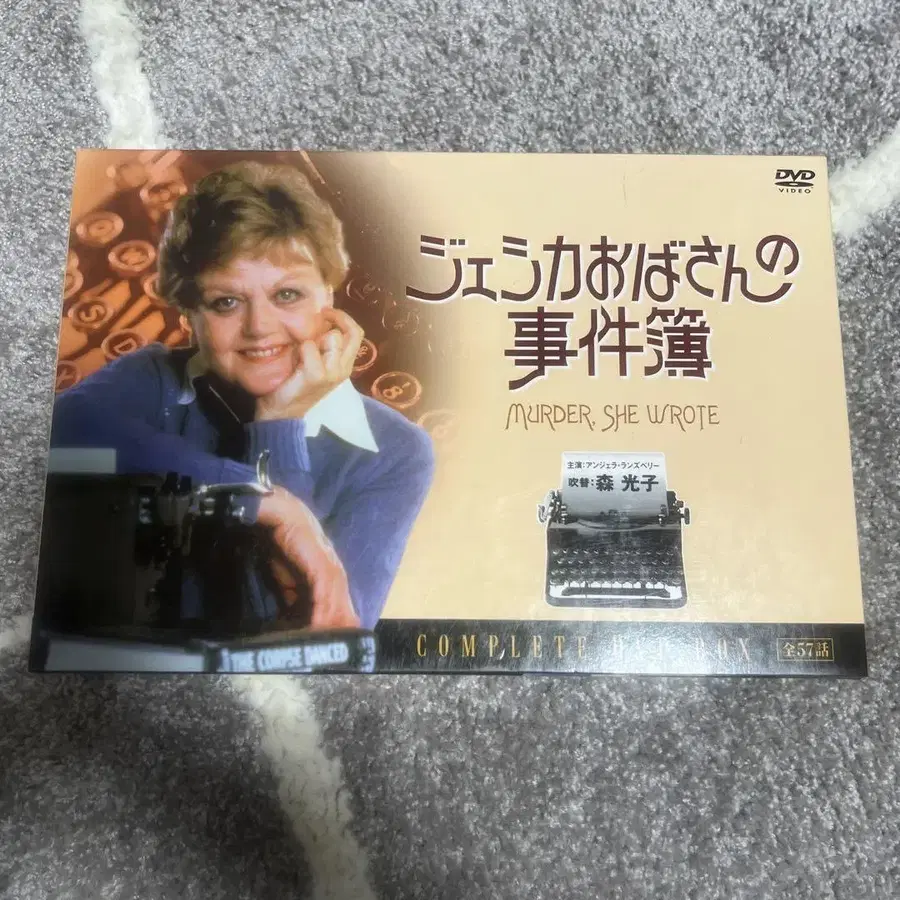 DVD
VIDEO
ジェシカおばさんの
事件簿
MURDER, SHE WROTE
主演:アンジェラ・ランズベリー
吹替:森 光子
THE CORPSE DANCED
COMPLETE BOX
全57話